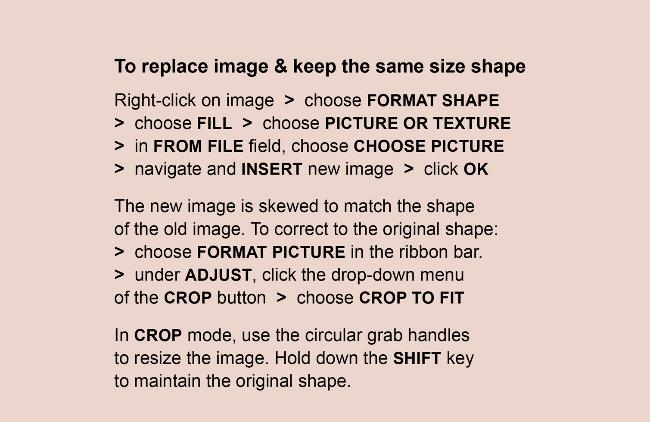 To replace image & keep the same size shape
Right-click on image > choose FORMAT SHAPE
> choose FILL > choose PICTURE OR TEXTURE
> in FROM FILE field, choose CHOOSE PICTURE
> navigate and INSERT new image > click OK
The new image is skewed to match the shape
of the old image. To correct to the original shape:
> choose FORMAT PICTURE in the ribbon bar.
> under ADJUST, click the drop-down menu
of the CROP button > choose CROP TO FIT
In CROP mode, use the circular grab handles
to resize the image. Hold down the SHIFT key
to maintain the original shape.